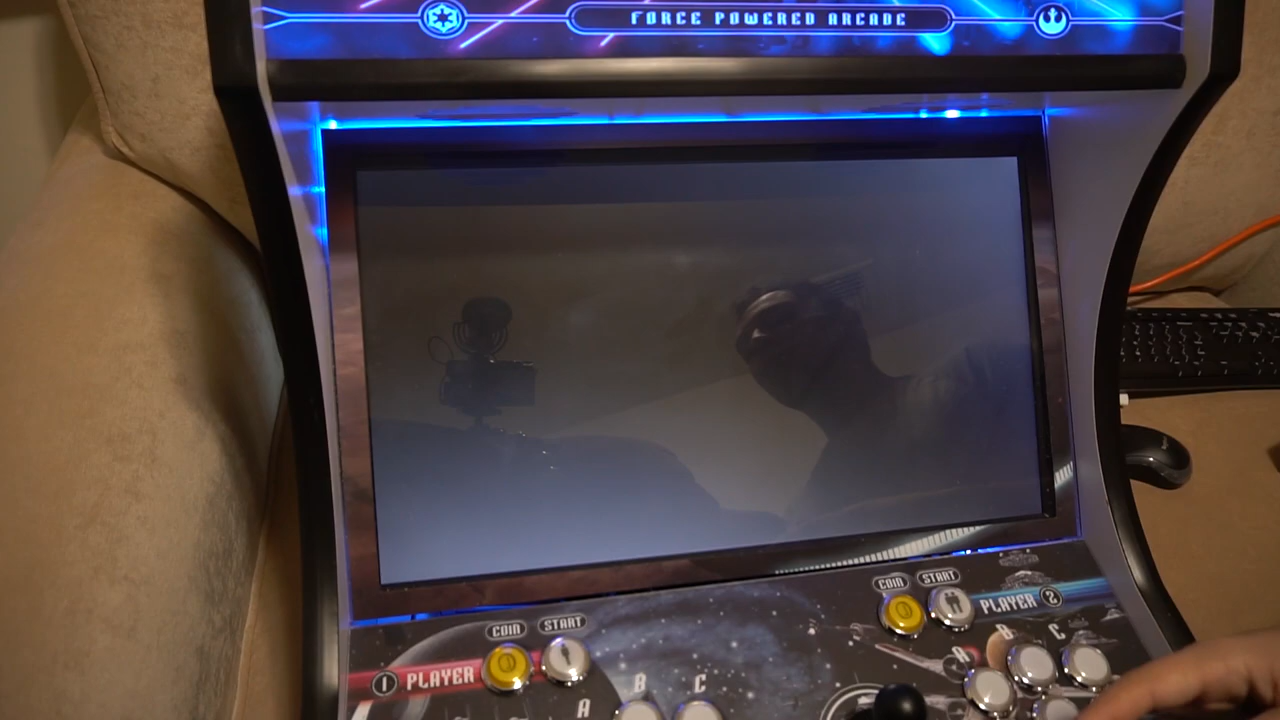 FORCE POWERED ARCADE
COIN START
PLAYER 2
B C
A
COIN START
1 PLAYER
B C
A